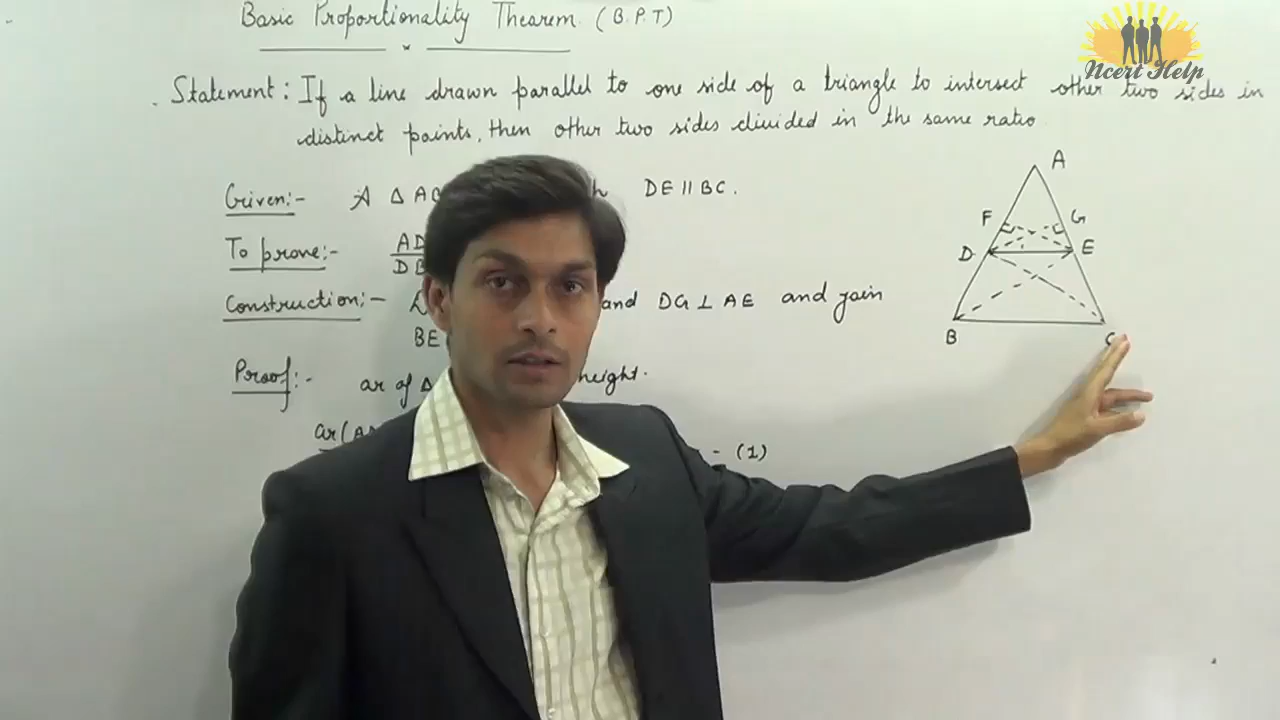 Basic Proportionality Thearem (B.P.T)
Ncert Help
Statement: If a line drawn parallel to one side of a triangle to intersect other two sides in
distinct points, then other two sides divided in the same ratio.
Given:- A Δ DE || BC.
To prove:- AD
DB
Construction:- and DG ⊥ AE and join
BE
Proof:- ar of Δ height.
ar(A - (1)
A
F G
D E
B C